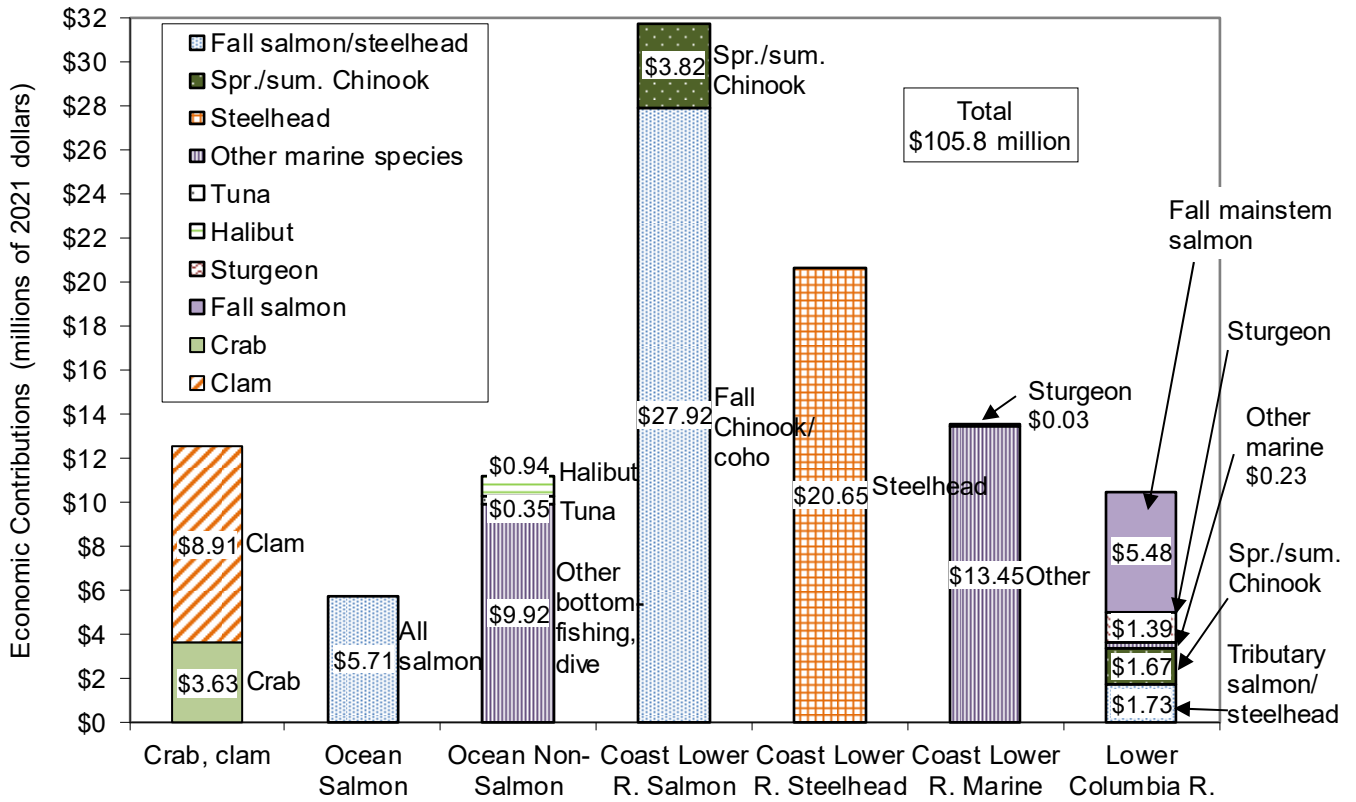 Economic Contributions (millions of 2021 dollars)
$32
$30
$28
$26
$24
$22
$20
$18
$16
$14
$12
$10
$8
$6
$4
$2
$0
Fall salmon/steelhead
Spr./sum. Chinook
Steelhead
Other marine species
Tuna
Halibut
Sturgeon
Fall salmon
Crab
Clam
Total
$105.8 million
$8.91 Clam
$3.63 Crab
$5.71
All
salmon
$0.94
Halibut
$0.35
Tuna
$9.92
Other
bottom-
fishing,
dive
$3.82
Spr./sum.
Chinook
$27.92
Fall
Chinook/
coho
$20.65
Steelhead
Sturgeon
$0.03
$13.45 Other
Fall mainstem
salmon
Sturgeon
Other
marine
$0.23
Spr./sum.
Chinook
Tributary
salmon/
steelhead
$5.48
$1.39
$1.67
$1.73
Crab, clam
Ocean
Salmon
Ocean Non-
Salmon
Coast Lower
R. Salmon
Coast Lower
R. Steelhead
Coast Lower
R. Marine
Lower
Columbia R.